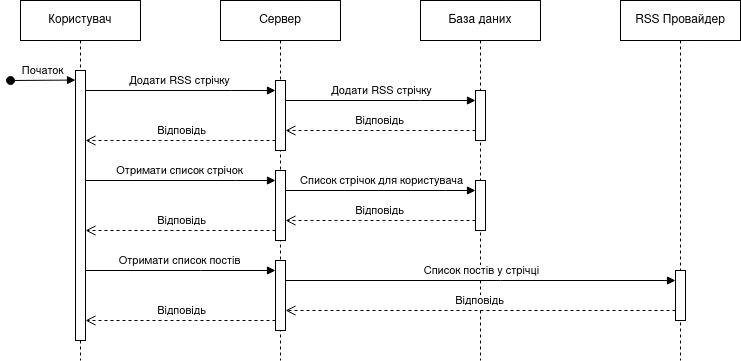 Користувач
Сервер
База даних
RSS Провайдер
Початок
Додати RSS стрічку
Додати RSS стрічку
Відповідь
Відповідь
Отримати список стрічок
Список стрічок для користувача
Відповідь
Відповідь
Отримати список постів
Список постів у стрічці
Відповідь
Відповідь